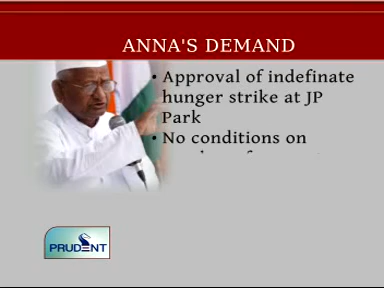 ANNA'S DEMAND
• Approval of indefinate
hunger strike at JP
Park
• No conditions on
PRUDENT